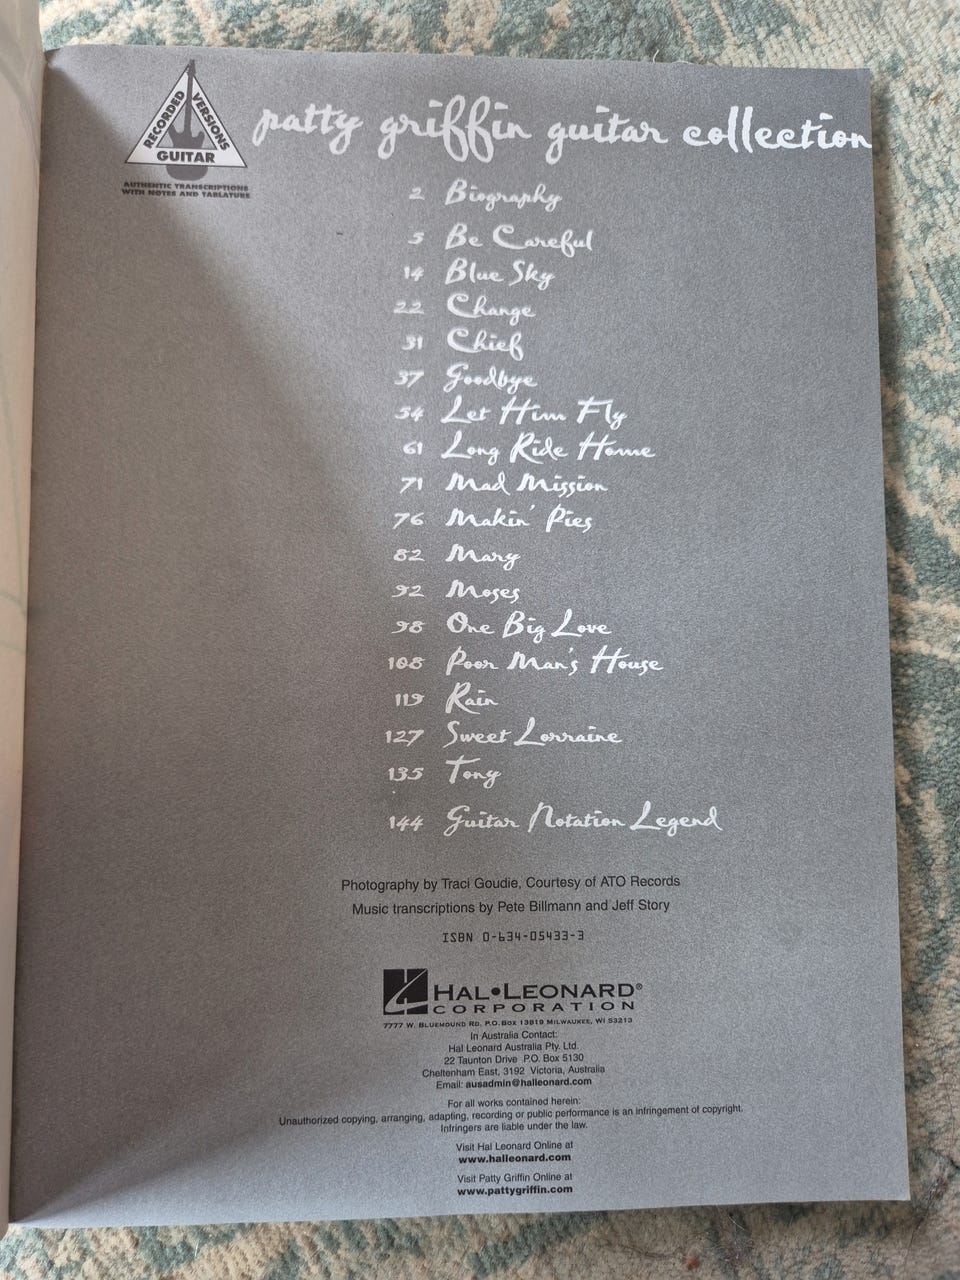 RECORDED VERSIONS
GUITAR
AUTHENTIC TRANSCRIPTIONS
WITH NOTES AND TABLATURE
patty griffin guitar collection
2 Biography
5 Be Careful
14 Blue Sky
22 Change
31 Chief
37 Goodbye
54 Let Him Fly
61 Long Ride Home
71 Mad Mission
76 Makin' Pies
82 Mary
92 Moses
98 One Big Love
108 Poor Man's House
119 Rain
127 Sweet Lorraine
135 Tony
144 Guitar Notation Legend
Photography by Traci Goudie, Courtesy of ATO Records
Music transcriptions by Pete Billmann and Jeff Story
ISBN 0-634-05433-3
HAL•LEONARD®
CORPORATION
7777 W. BLUEMOUND RD. P.O. BOX 13819 MILWAUKEE, WI 53213
In Australia Contact:
Hal Leonard Australia Pty. Ltd.
22 Taunton Drive P.O. Box 5130
Cheltenham East, 3192 Victoria, Australia
Email: ausadmin@halleonard.com
For all works contained herein:
Unauthorized copying, arranging, adapting, recording or public performance is an infringement of copyright.
Infringers are liable under the law.
Visit Hal Leonard Online at
www.halleonard.com
Visit Patty Griffin Online at
www.pattygriffin.com